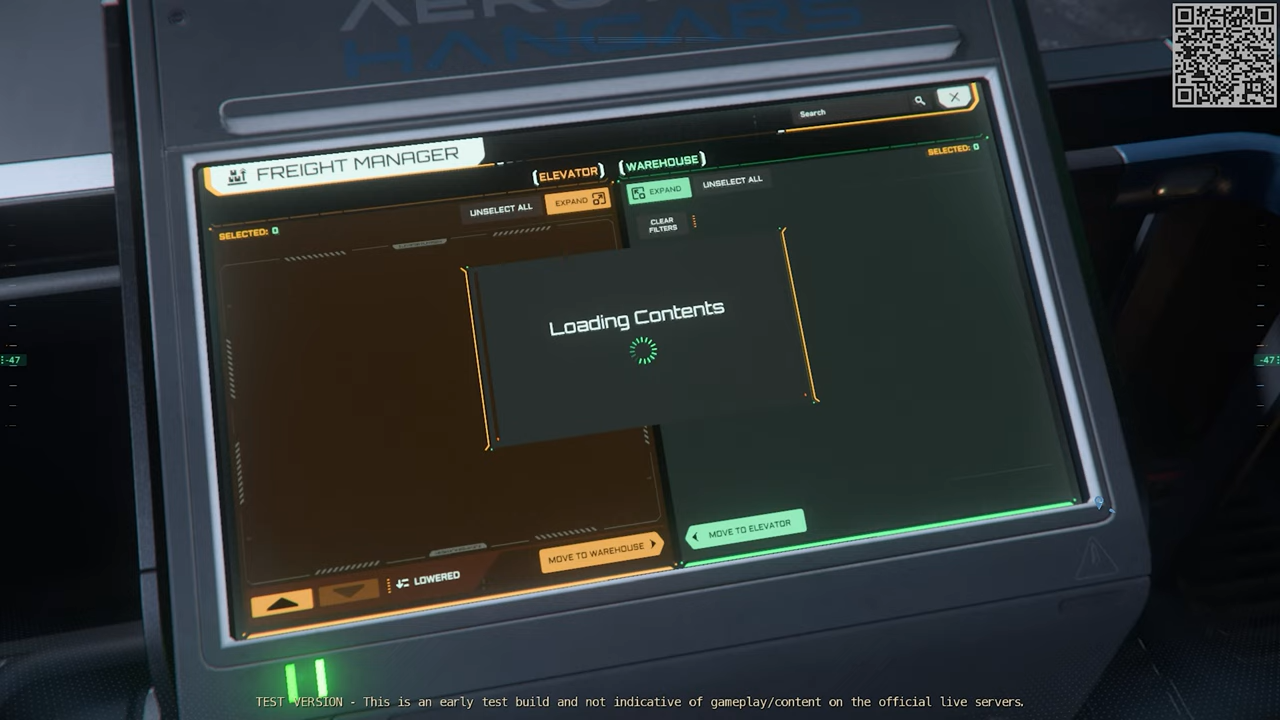 HANGARS
Search
FREIGHT MANAGER
ELEVATOR
WAREHOUSE
SELECTED: 0
UNSELECT ALL
EXPAND
EXPAND
UNSELECT ALL
SELECTED: 0
CLEAR
FILTERS
Loading Contents
-47
-47
MOVE TO WAREHOUSE
MOVE TO ELEVATOR
LOWERED
TEST VERSION - This is an early test build and not indicative of gameplay/content on the official live servers.